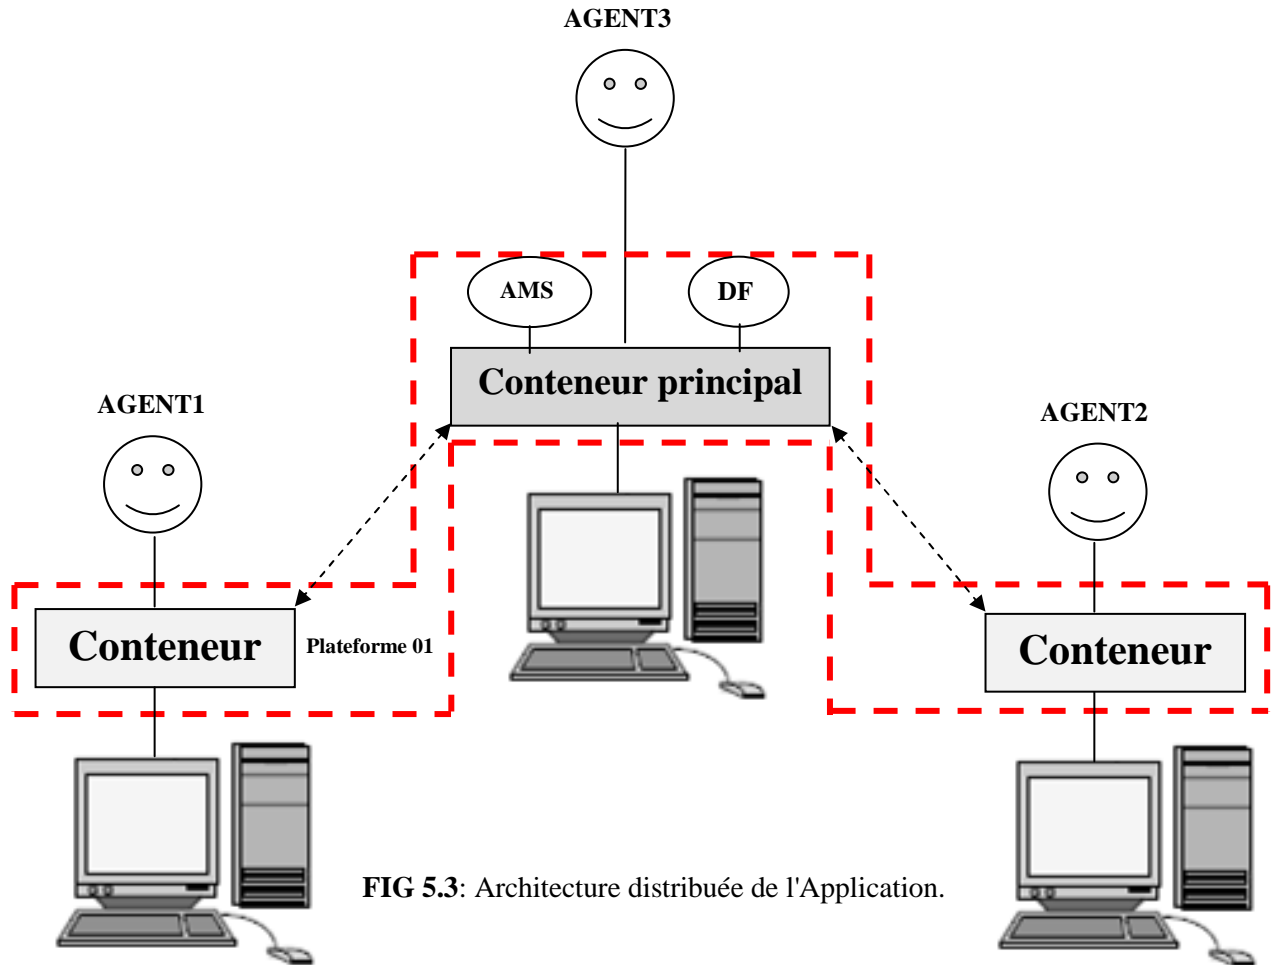 AGENT3
AMS
DF
Conteneur principal
AGENT1
AGENT2
Conteneur
Plateforme 01
Conteneur
FIG 5.3: Architecture distribuée de l'Application.